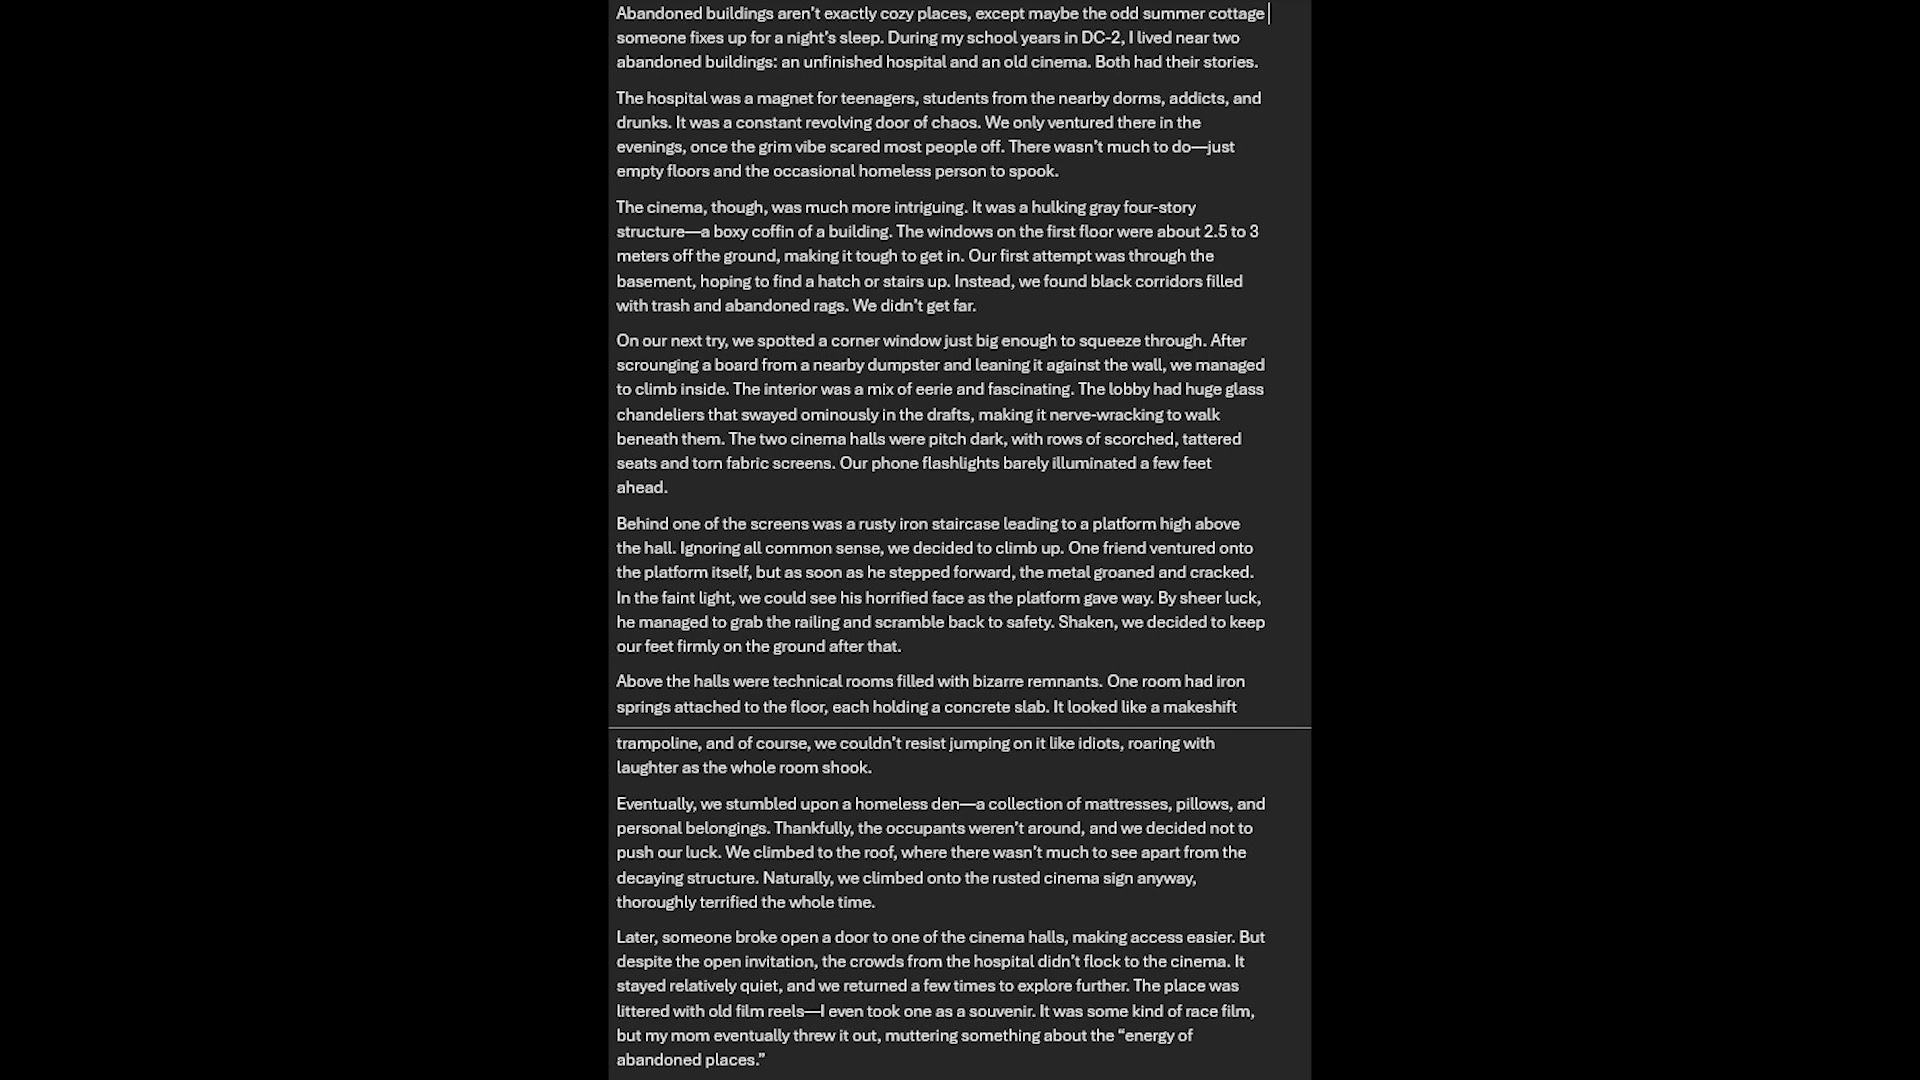 Abandoned buildings aren’t exactly cozy places, except maybe the odd summer cottage
someone fixes up for a night’s sleep. During my school years in DC-2, I lived near two
abandoned buildings: an unfinished hospital and an old cinema. Both had their stories.
The hospital was a magnet for teenagers, students from the nearby dorms, addicts, and
drunks. It was a constant revolving door of chaos. We only ventured there in the
evenings, once the grim vibe scared most people off. There wasn’t much to do—just
empty floors and the occasional homeless person to spook.
The cinema, though, was much more intriguing. It was a hulking gray four-story
structure—a boxy coffin of a building. The windows on the first floor were about 2.5 to 3
meters off the ground, making it tough to get in. Our first attempt was through the
basement, hoping to find a hatch or stairs up. Instead, we found black corridors filled
with trash and abandoned rags. We didn’t get far.
On our next try, we spotted a corner window just big enough to squeeze through. After
scrounging a board from a nearby dumpster and leaning it against the wall, we managed
to climb inside. The interior was a mix of eerie and fascinating. The lobby had huge glass
chandeliers that swayed ominously in the drafts, making it nerve-wracking to walk
beneath them. The two cinema halls were pitch dark, with rows of scorched, tattered
seats and torn fabric screens. Our phone flashlights barely illuminated a few feet
ahead.
Behind one of the screens was a rusty iron staircase leading to a platform high above
the hall. Ignoring all common sense, we decided to climb up. One friend ventured onto
the platform itself, but as soon as he stepped forward, the metal groaned and cracked.
In the faint light, we could see his horrified face as the platform gave way. By sheer luck,
he managed to grab the railing and scramble back to safety. Shaken, we decided to keep
our feet firmly on the ground after that.
Above the halls were technical rooms filled with bizarre remnants. One room had iron
springs attached to the floor, each holding a concrete slab. It looked like a makeshift
trampoline, and of course, we couldn’t resist jumping on it like idiots, roaring with
laughter as the whole room shook.
Eventually, we stumbled upon a homeless den—a collection of mattresses, pillows, and
personal belongings. Thankfully, the occupants weren’t around, and we decided not to
push our luck. We climbed to the roof, where there wasn’t much to see apart from the
decaying structure. Naturally, we climbed onto the rusted cinema sign anyway,
thoroughly terrified the whole time.
Later, someone broke open a door to one of the cinema halls, making access easier. But
despite the open invitation, the crowds from the hospital didn’t flock to the cinema. It
stayed relatively quiet, and we returned a few times to explore further. The place was
littered with old film reels—I even took one as a souvenir. It was some kind of race film,
but my mom eventually threw it out, muttering something about the “energy of
abandoned places.”